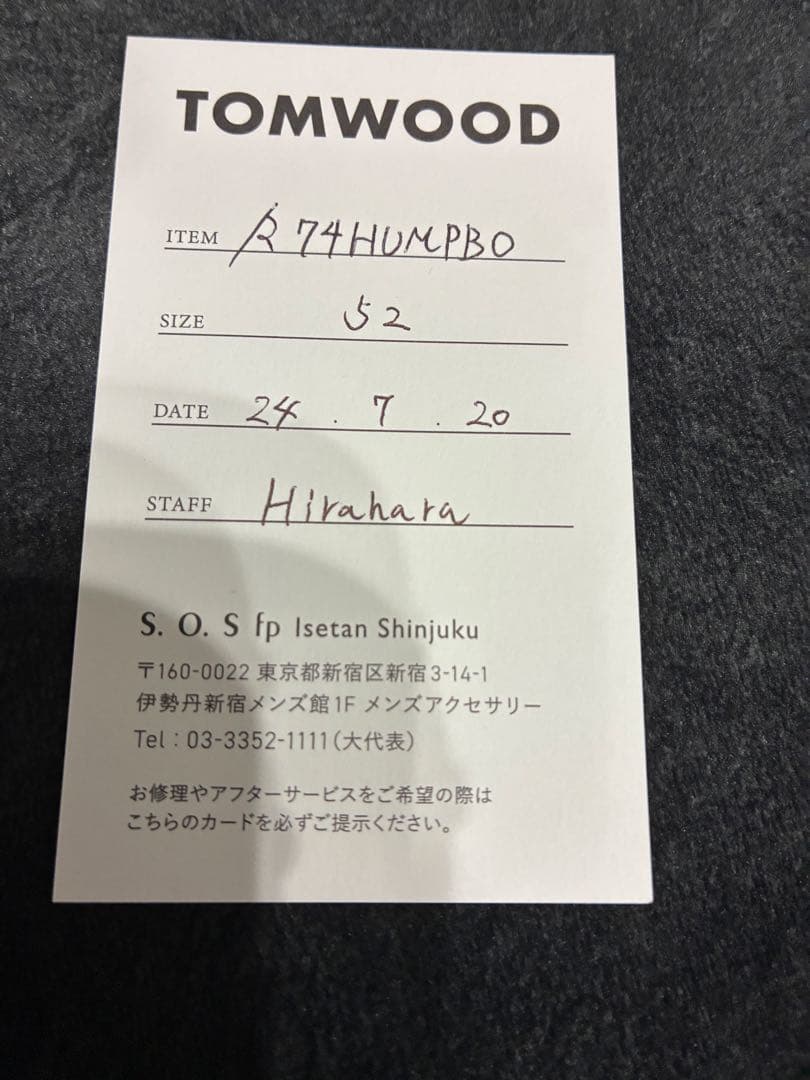 TOMWOOD
ITEM R74HUMPBO
SIZE 52
DATE 24 . 7 . 20
STAFF Hirahara
S. O. S fp Isetan Shinjuku
〒160-0022 東京都新宿区新宿3-14-1
伊勢丹新宿メンズ館1F メンズアクセサリー
Tel : 03-3352-1111(大代表)
お修理やアフターサービスをご希望の際は
こちらのカードを必ずご提示ください。